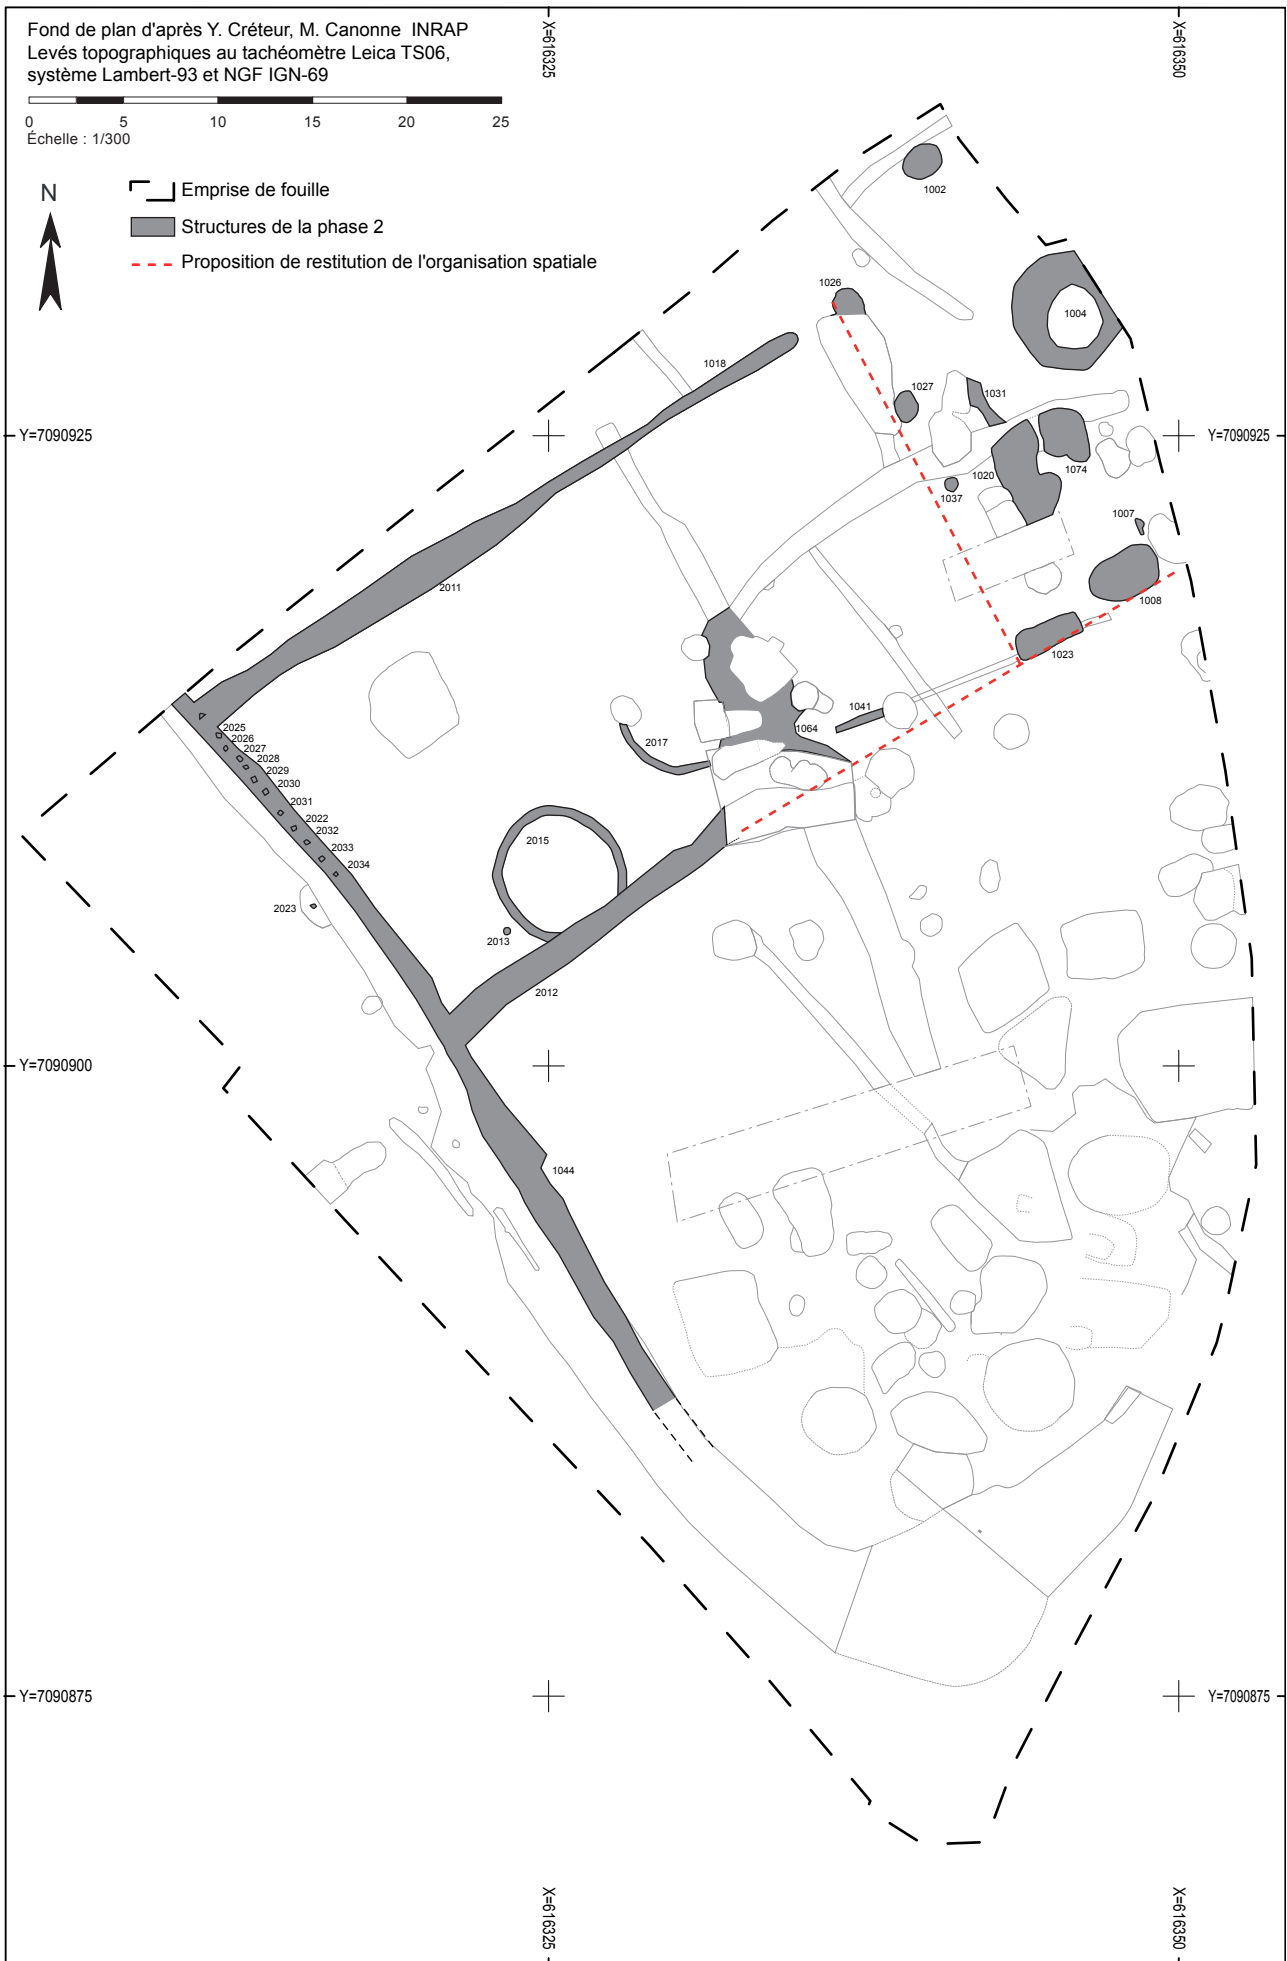 Fond de plan d'après Y. Créteur, M. Canonne INRAP
Levés topographiques au tachéomètre Leica TS06,
système Lambert-93 et NGF IGN-69
0 5 10 15 20 25
Échelle : 1/300
N
Emprise de fouille
Structures de la phase 2
Proposition de restitution de l'organisation spatiale
X=616325
X=616350
1002
1026
1004
1018
1027
1031
Y=7090925
Y=7090925
1020
1074
1037
1007
2011
1008
1023
1041
2025
1064
2026
2017
2027
2028
2029
2030
2031
2022
2032
2015
2033
2034
2023
2013
2012
Y=7090900
1044
Y=7090875
Y=7090875
X=616325
X=616350